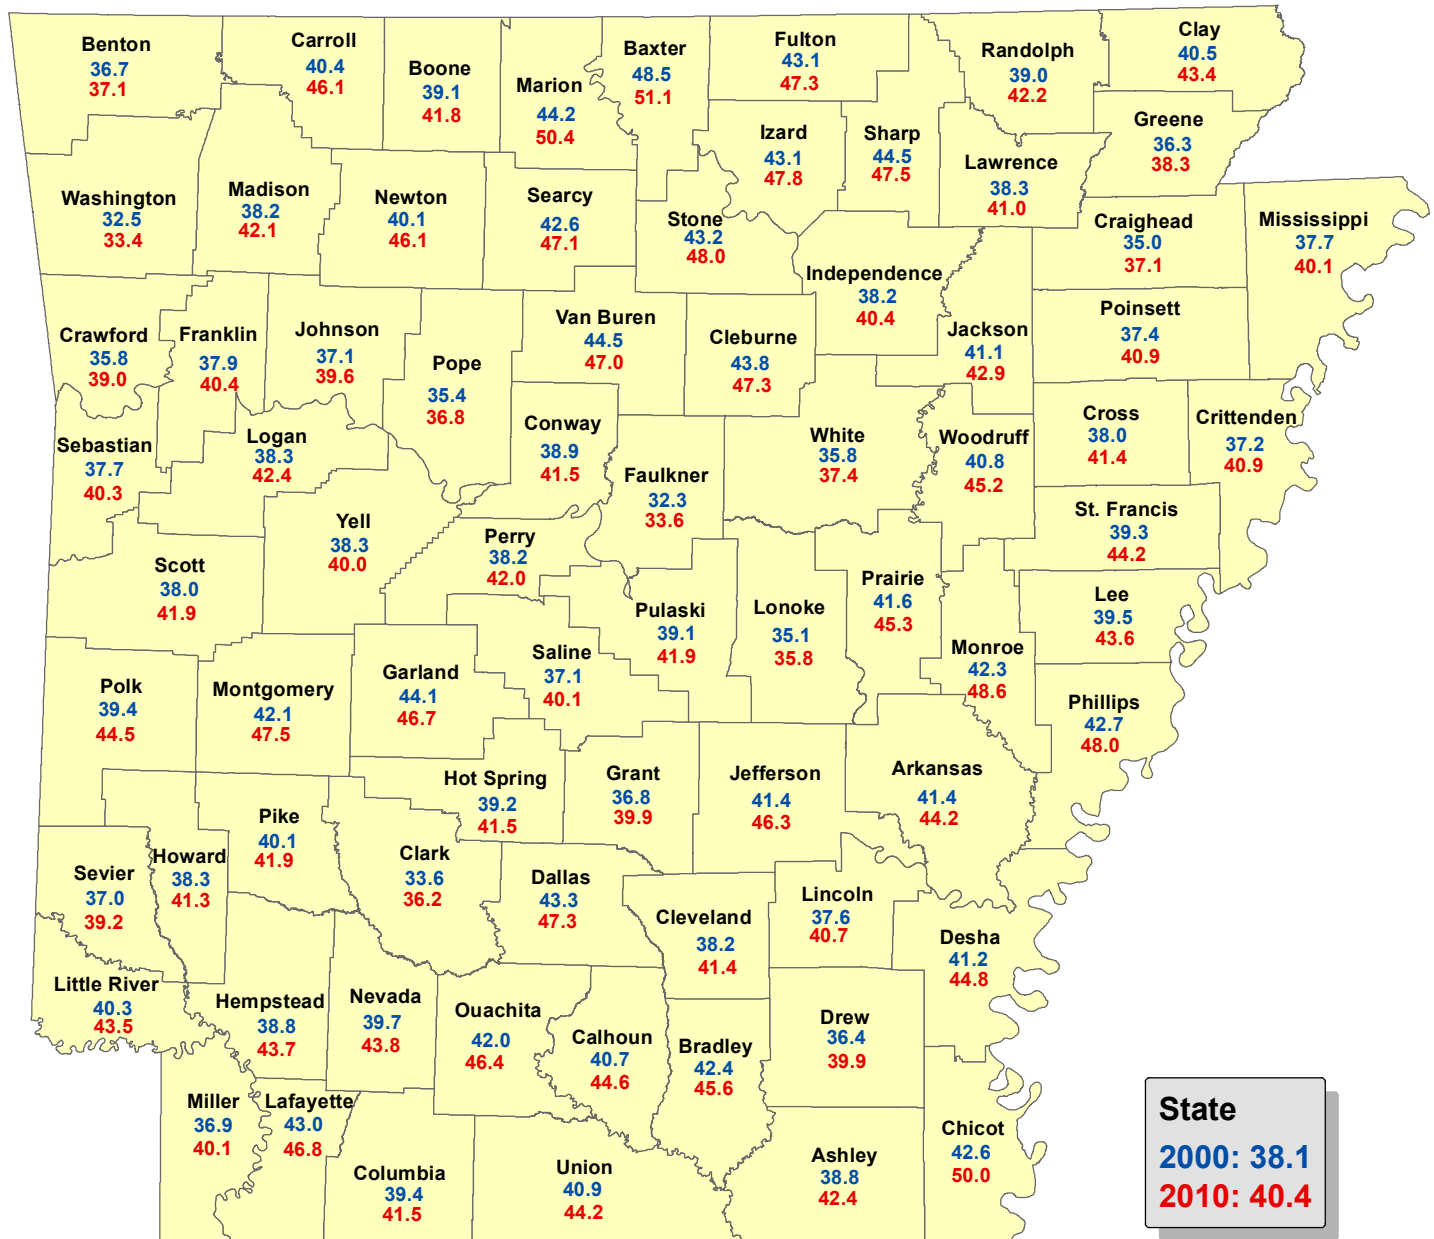 Benton
36.7
37.1
Carroll
40.4
46.1
Boone
39.1
41.8
Marion
44.2
50.4
Baxter
48.5
51.1
Fulton
43.1
47.3
Randolph
39.0
42.2
Clay
40.5
43.4
Greene
36.3
38.3
Izard
43.1
47.8
Sharp
44.5
47.5
Lawrence
38.3
41.0
Washington
32.5
33.4
Madison
38.2
42.1
Newton
40.1
46.1
Searcy
42.6
47.1
Stone
43.2
48.0
Craighead
35.0
37.1
Mississippi
37.7
40.1
Independence
38.2
40.4
Crawford
35.8
39.0
Franklin
37.9
40.4
Johnson
37.1
39.6
Pope
35.4
36.8
Van Buren
44.5
47.0
Cleburne
43.8
47.3
Jackson
41.1
42.9
Poinsett
37.4
40.9
Sebastian
37.7
40.3
Logan
38.3
42.4
Conway
38.9
41.5
Faulkner
32.3
33.6
White
35.8
37.4
Woodruff
40.8
45.2
Cross
38.0
41.4
Crittenden
37.2
40.9
St. Francis
39.3
44.2
Scott
38.0
41.9
Yell
38.3
40.0
Perry
38.2
42.0
Pulaski
39.1
41.9
Lonoke
35.1
35.8
Prairie
41.6
45.3
Monroe
42.3
48.6
Lee
39.5
43.6
Polk
39.4
44.5
Montgomery
42.1
47.5
Garland
44.1
46.7
Saline
37.1
40.1
Phillips
42.7
48.0
Hot Spring
39.2
41.5
Grant
36.8
39.9
Jefferson
41.4
46.3
Arkansas
41.4
44.2
Sevier
37.0
39.2
Howard
38.3
41.3
Pike
40.1
41.9
Clark
33.6
36.2
Dallas
43.3
47.3
Cleveland
38.2
41.4
Lincoln
37.6
40.7
Desha
41.2
44.8
Little River
40.3
43.5
Hempstead
38.8
43.7
Nevada
39.7
43.8
Ouachita
42.0
46.4
Calhoun
40.7
44.6
Bradley
42.4
45.6
Drew
36.4
39.9
Miller
36.9
40.1
Lafayette
43.0
46.8
Columbia
39.4
41.5
Union
40.9
44.2
Ashley
38.8
42.4
Chicot
42.6
50.0
State
2000: 38.1
2010: 40.4